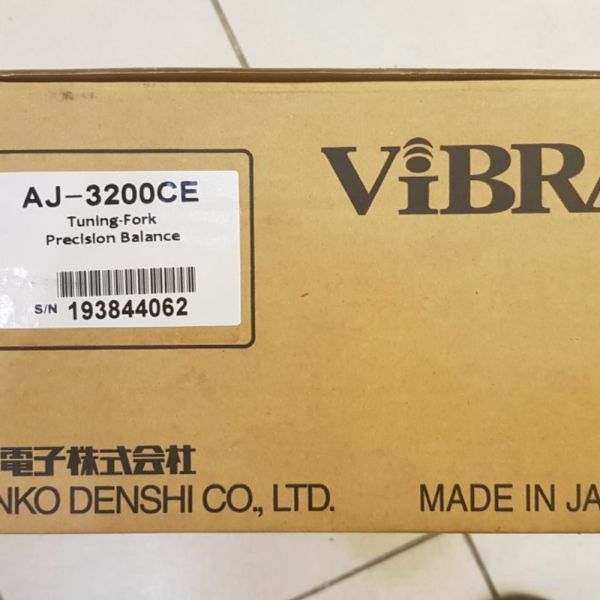 ViBRA
AJ-3200CE
Tuning-Fork
Precision Balance
S/N 193844062
電子株式会社
NKO DENSHI CO., LTD.
MADE IN JA